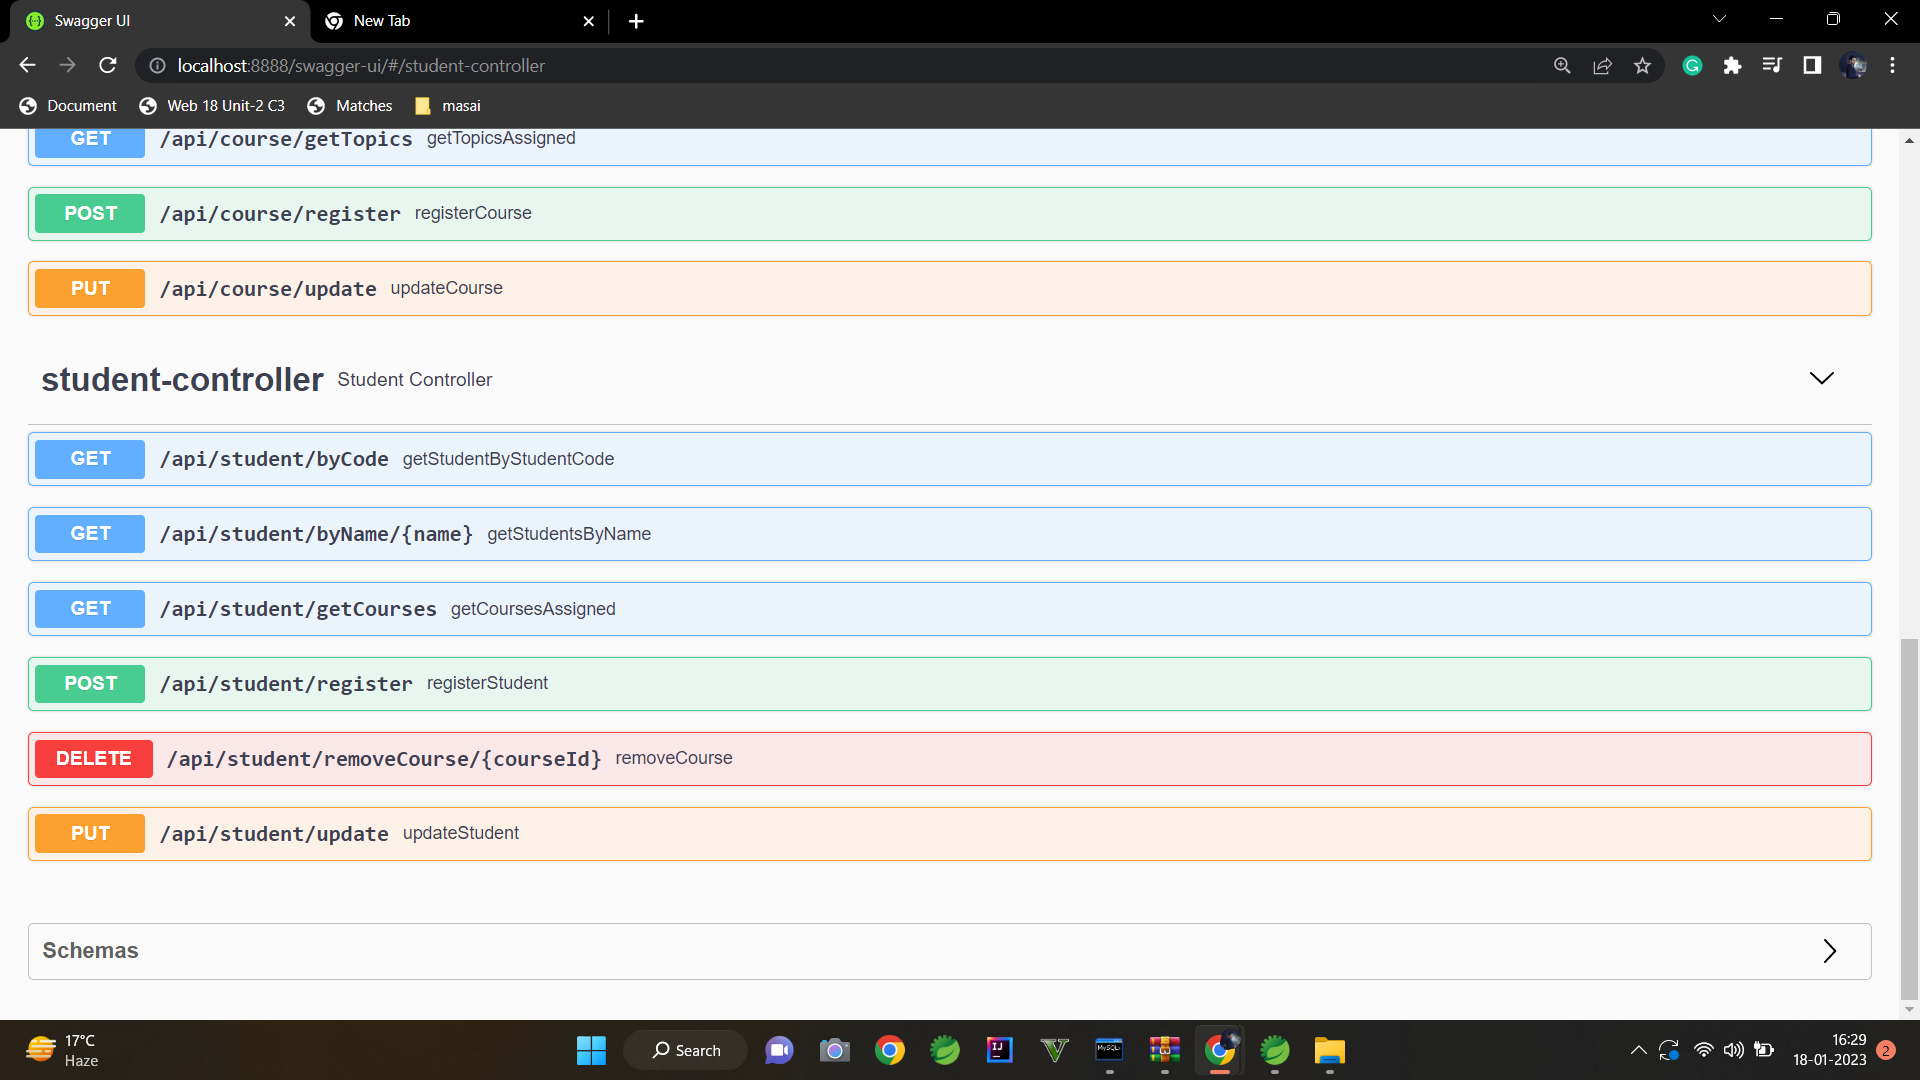 Swagger UI
New Tab
localhost:8888/swagger-ui/#/student-controller
Document
Web 18 Unit-2 C3
Matches
masai
GET /api/course/getTopics getTopicsAssigned
POST /api/course/register registerCourse
PUT /api/course/update updateCourse
student-controller Student Controller
GET /api/student/byCode getStudentByStudentCode
GET /api/student/byName/{name} getStudentsByName
GET /api/student/getCourses getCoursesAssigned
POST /api/student/register registerStudent
DELETE /api/student/removeCourse/{courseId} removeCourse
PUT /api/student/update updateStudent
Schemas
17°C
Haze
Search
IJ
MySQL
16:29
18-01-2023
2